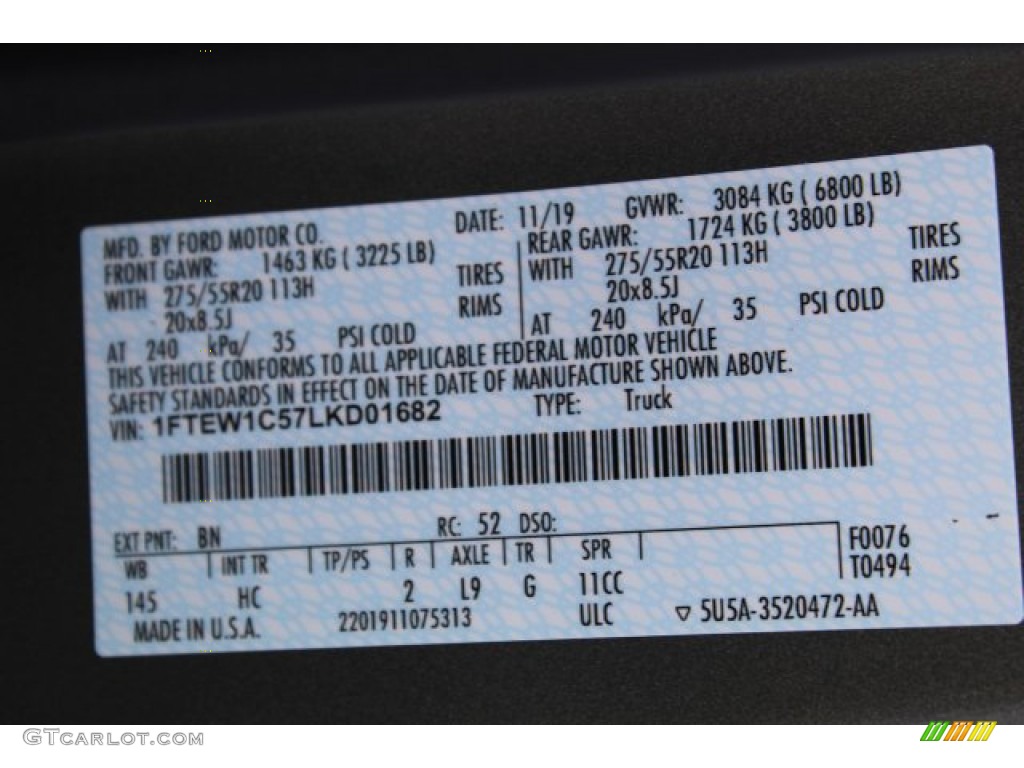 MFD. BY FORD MOTOR CO. DATE: 11/19 GVWR: 3084 KG ( 6800 LB)
FRONT GAWR: 1463 KG ( 3225 LB) REAR GAWR: 1724 KG ( 3800 LB)
WITH 275/55R20 113H TIRES WITH 275/55R20 113H TIRES
20x8.5J RIMS 20x8.5J RIMS
AT 240 kPa/ 35 PSI COLD AT 240 kPa/ 35 PSI COLD
THIS VEHICLE CONFORMS TO ALL APPLICABLE FEDERAL MOTOR VEHICLE
SAFETY STANDARDS IN EFFECT ON THE DATE OF MANUFACTURE SHOWN ABOVE.
VIN: 1FTEW1C57LKD01682 TYPE: Truck
EXT PNT: BN RC: 52 DSO:
WB INT TR TP/PS R AXLE TR SPR F0076
T0494
145 HC 2 L9 G 11CC
MADE IN U.S.A. 2201911075313 ULC ▽ 5U5A-3520472-AA
GTCARLOT.COM